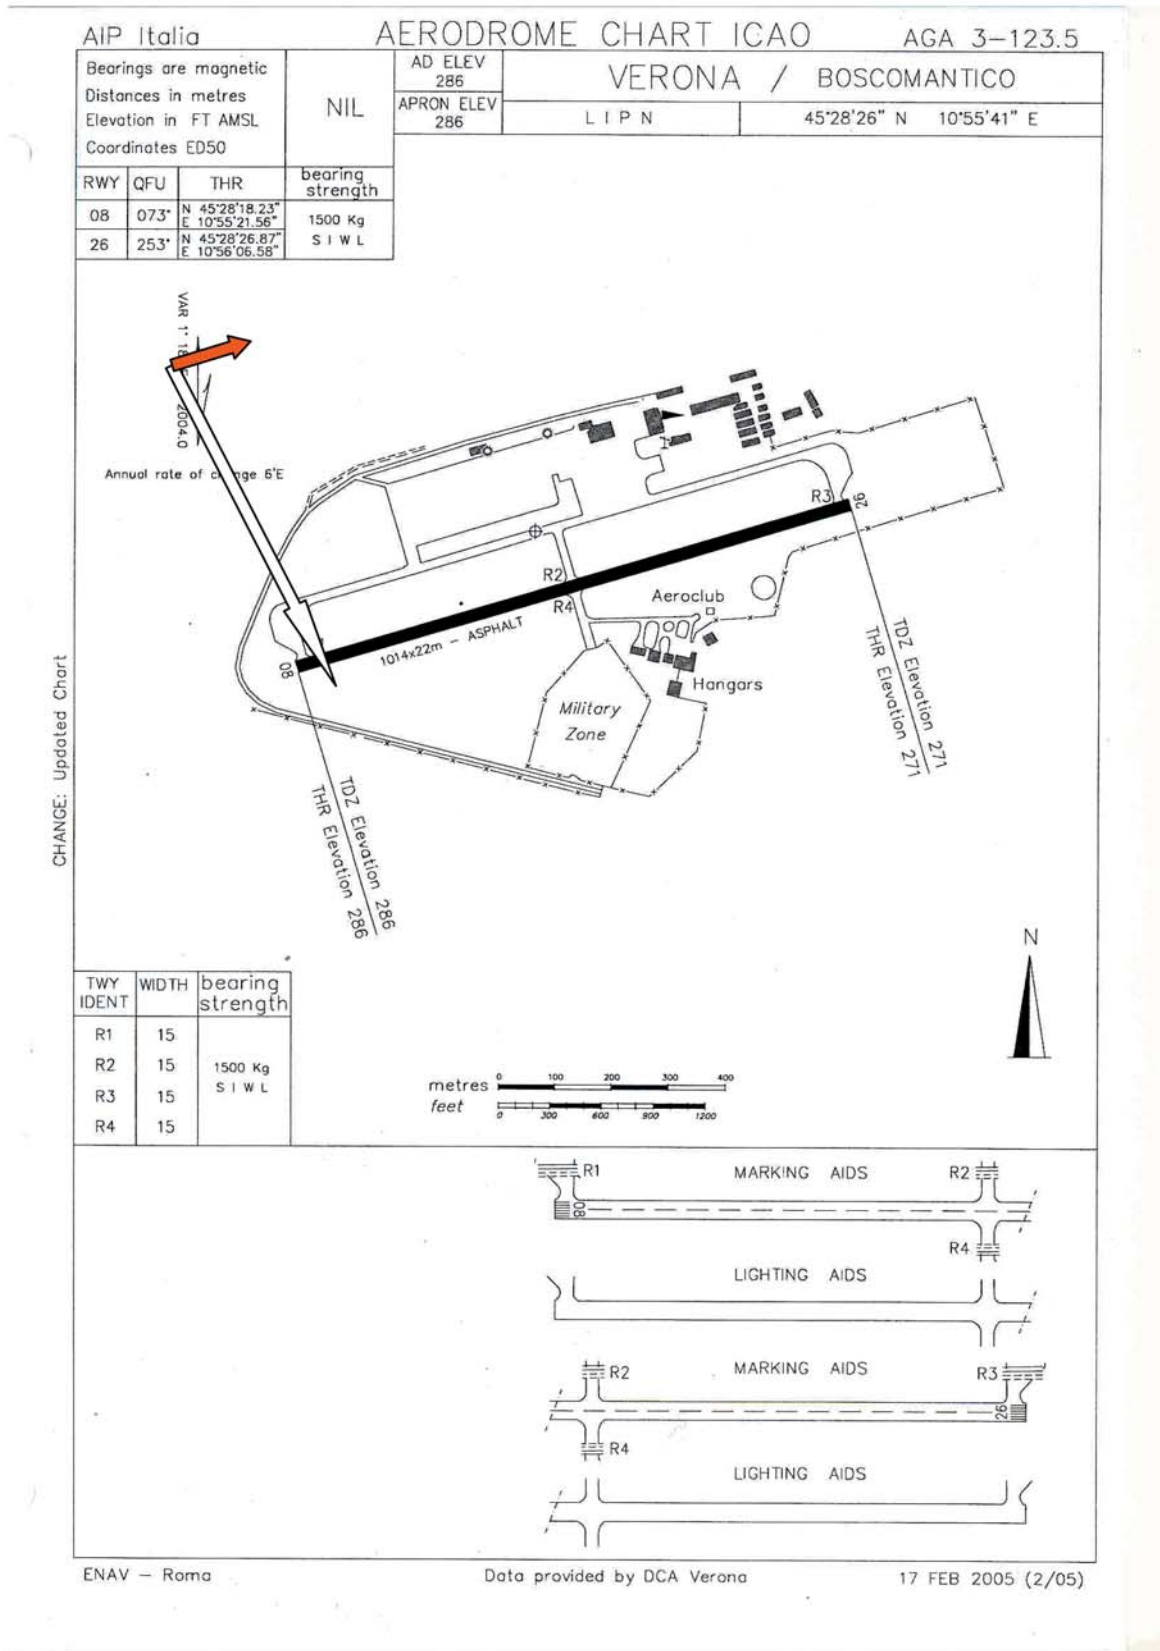 AIP Italia
AERODROME CHART ICAO
AGA 3-123.5
Bearings are magnetic
Distances in metres
Elevation in FT AMSL
Coordinates ED50
NIL
AD ELEV
286
APRON ELEV
286
VERONA / BOSCOMANTICO
LIPN
45°28'26" N 10°55'41" E
RWY QFU THR bearing strength
08 073° N 45°28'18.23"
E 10°55'21.56"
26 253° N 45°28'26.87"
E 10°56'06.58"
1500 Kg
SIWL
VAR 1° 2004.0
Annual rate of 6'E
R3
26
R2
R4
Aeroclub
1014x22m - ASPHALT
08
Hangars
Military
Zone
TDZ Elevation 271
THR Elevation 271
TDZ Elevation 286
THR Elevation 286
CHANGE: Updated Chart
N
TWY IDENT WIDTH bearing strength
R1 15
R2 15
R3 15
R4 15
1500 Kg
SIWL
metres 0 100 200 300 400
feet 0 300 600 900 1200
R1 MARKING AIDS R2
08
R4
LIGHTING AIDS
R2 MARKING AIDS R3
26
R4
LIGHTING AIDS
ENAV - Roma
Data provided by DCA Verona
17 FEB 2005 (2/05)